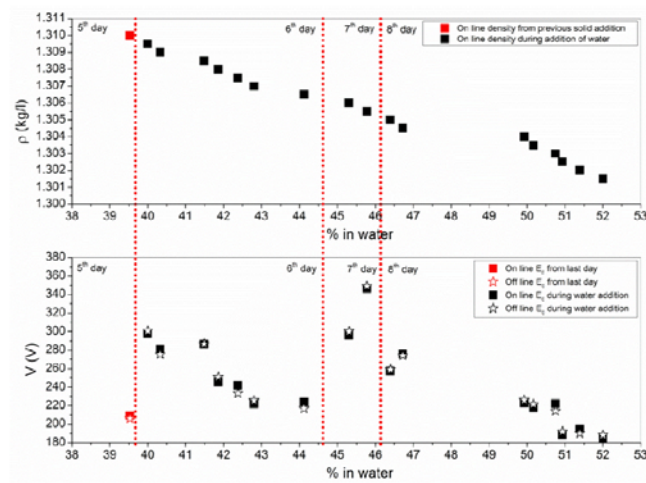 1.311
1.310
1.309
1.308
1.307
1.306
1.305
1.304
1.303
1.302
1.301
1.300
ρ (kg/l)
5th day
6th day
7th day
8th day
On line density from previous solid addition
On line density during addition of water
38 39 40 41 42 43 44 45 46 47 48 49 50 51 52 53
% in water
380
360
340
320
300
280
260
240
220
200
180
V (V)
5th day
6th day
7th day
8th day
On line Ec from last day
Off line Ec from last day
On line Ec during water addition
Off line Ec during water addition
38 39 40 41 42 43 44 45 46 47 48 49 50 51 52 53
% in water